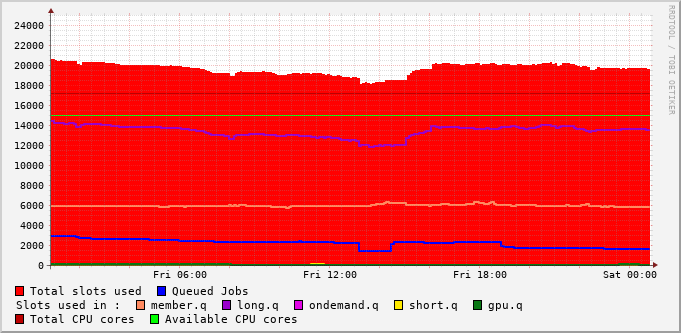 24000
22000
20000
18000
16000
14000
12000
10000
8000
6000
4000
2000
0
Fri 06:00 Fri 12:00 Fri 18:00 Sat 00:00
Total slots used Queued Jobs
Slots used in : member.q long.q ondemand.q short.q gpu.q
Total CPU cores Available CPU cores
RRDTOOL / TOBI OETIKER